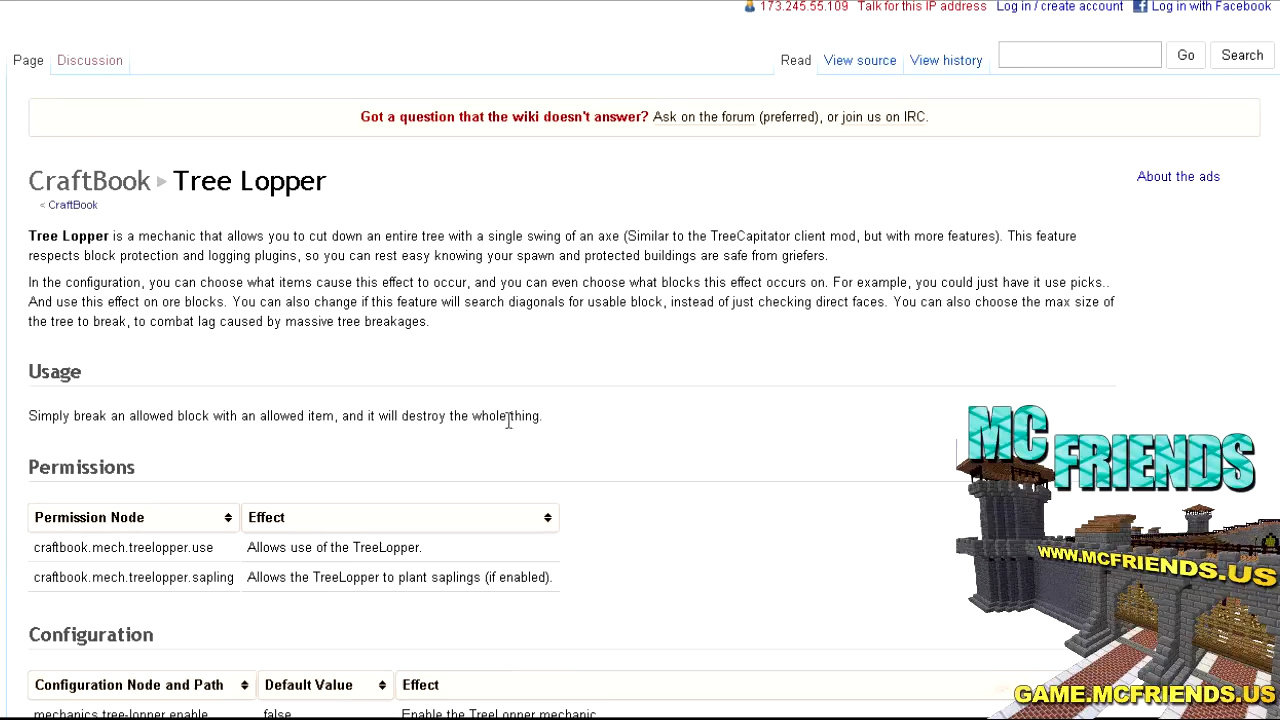 173.245.55.109 Talk for this IP address Log in / create account Log in with Facebook
Page Discussion Read View source View history Go Search
Got a question that the wiki doesn't answer? Ask on the forum (preferred), or join us on IRC.
CraftBook ▸ Tree Lopper
About the ads
< CraftBook
Tree Lopper is a mechanic that allows you to cut down an entire tree with a single swing of an axe (Similar to the TreeCapitator client mod, but with more features). This feature
respects block protection and logging plugins, so you can rest easy knowing your spawn and protected buildings are safe from griefers.
In the configuration, you can choose what items cause this effect to occur, and you can even choose what blocks this effect occurs on. For example, you could just have it use picks..
And use this effect on ore blocks. You can also change if this feature will search diagonals for usable block, instead of just checking direct faces. You can also choose the max size of
the tree to break, to combat lag caused by massive tree breakages.
Usage
Simply break an allowed block with an allowed item, and it will destroy the whole thing.
Permissions
Permission Node Effect
craftbook.mech.treelopper.use Allows use of the TreeLopper.
craftbook.mech.treelopper.sapling Allows the TreeLopper to plant saplings (if enabled).
Configuration
Configuration Node and Path Default Value Effect
mechanics.tree-lopper.enable false Enable the TreeLopper mechanic.
MC
FRIENDS
WWW.MCFRIENDS.US
GAME.MCFRIENDS.US